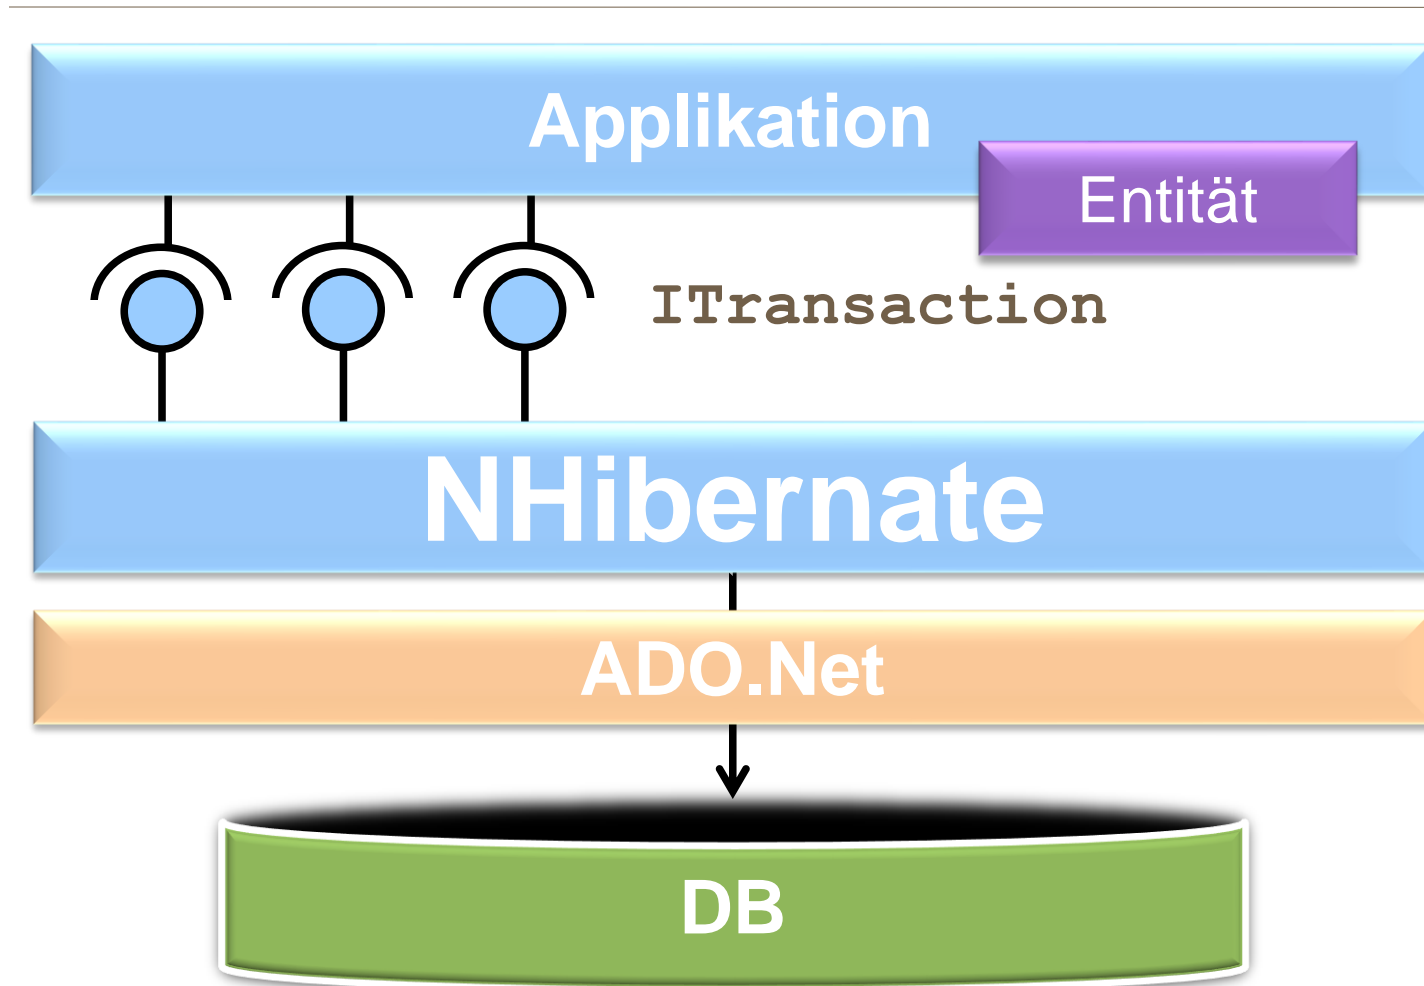 Applikation
Entität
ITransaction
NHibernate
ADO.Net
DB